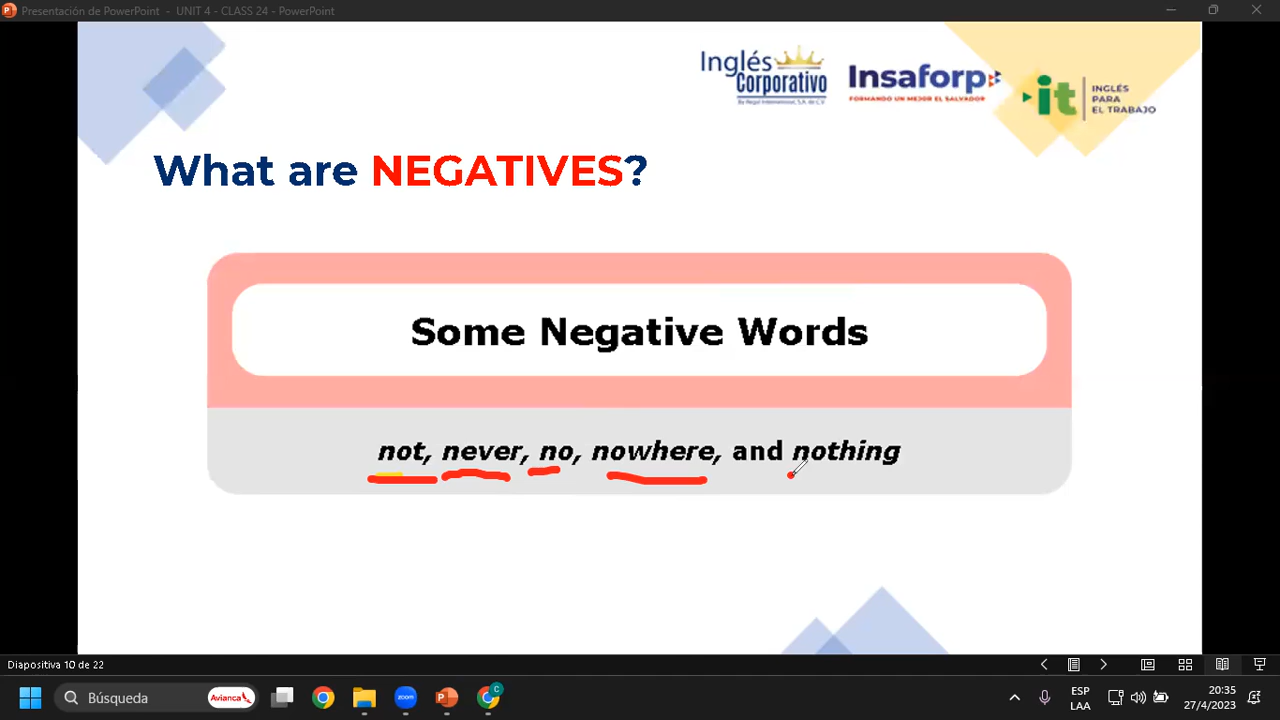 Presentación de PowerPoint - UNIT 4 - CLASS 24 - PowerPoint
Inglés
Corporativo
By Regal International, S.A. de C.V.
Insaforp
FORMANDO UN MEJOR EL SALVADOR
it
INGLÉS
PARA
EL TRABAJO
What are NEGATIVES?
Some Negative Words
not, never, no, nowhere, and nothing
Diapositiva 10 de 22
Búsqueda
Avianca
zoom
C
ESP
LAA
20:35
27/4/2023